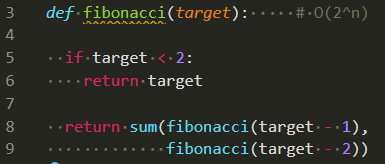 3 def fibonacci(target): # O(2^n)
4
5 if target < 2:
6 return target
7
8 return sum(fibonacci(target - 1),
9 fibonacci(target - 2))